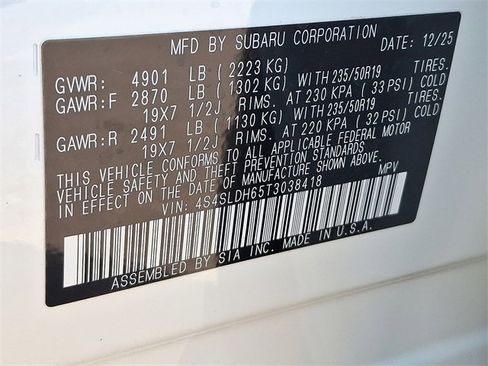 MFD BY SUBARU CORPORATION DATE: 12/25
GVWR: 4901 LB ( 2223 KG)
GAWR:F 2870 LB ( 1302 KG) WITH 235/50R19 TIRES.
19X7 1/2J RIMS. AT 230 KPA ( 33 PSI) COLD
GAWR:R 2491 LB ( 1130 KG) WITH 235/50R19 TIRES.
19X7 1/2J RIMS. AT 220 KPA ( 32 PSI) COLD
THIS VEHICLE CONFORMS TO ALL APPLICABLE FEDERAL MOTOR
VEHICLE SAFETY AND THEFT PREVENTION STANDARDS
IN EFFECT ON THE DATE OF MANUFACTURE SHOWN ABOVE.
VIN: 4S4SLDH65T3038418 MPV
ASSEMBLED BY SIA INC. MADE IN U.S.A.